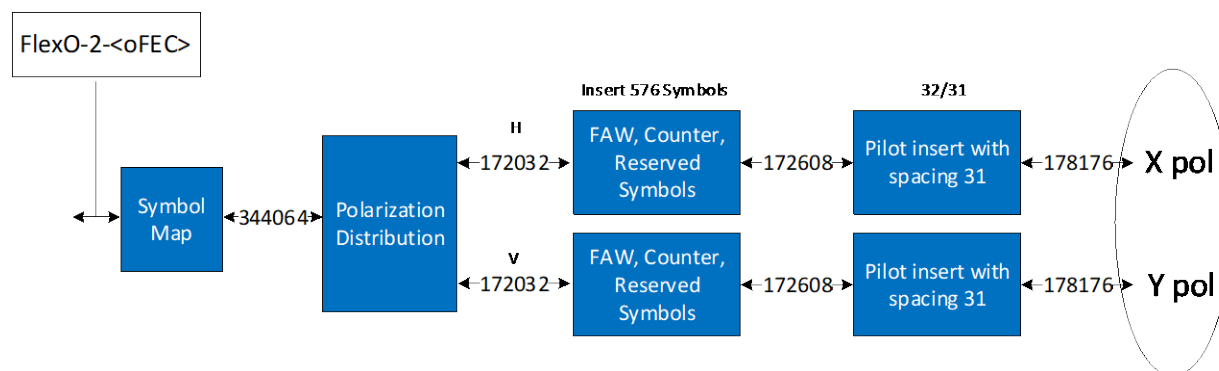 FlexO-2-<oFEC>
Symbol
Map
344064
Polarization
Distribution
H
172032
V
172032
Insert 576 Symbols
FAW, Counter,
Reserved
Symbols
172608
FAW, Counter,
Reserved
Symbols
172608
32/31
Pilot insert with
spacing 31
178176
Pilot insert with
spacing 31
178176
X pol
Y pol